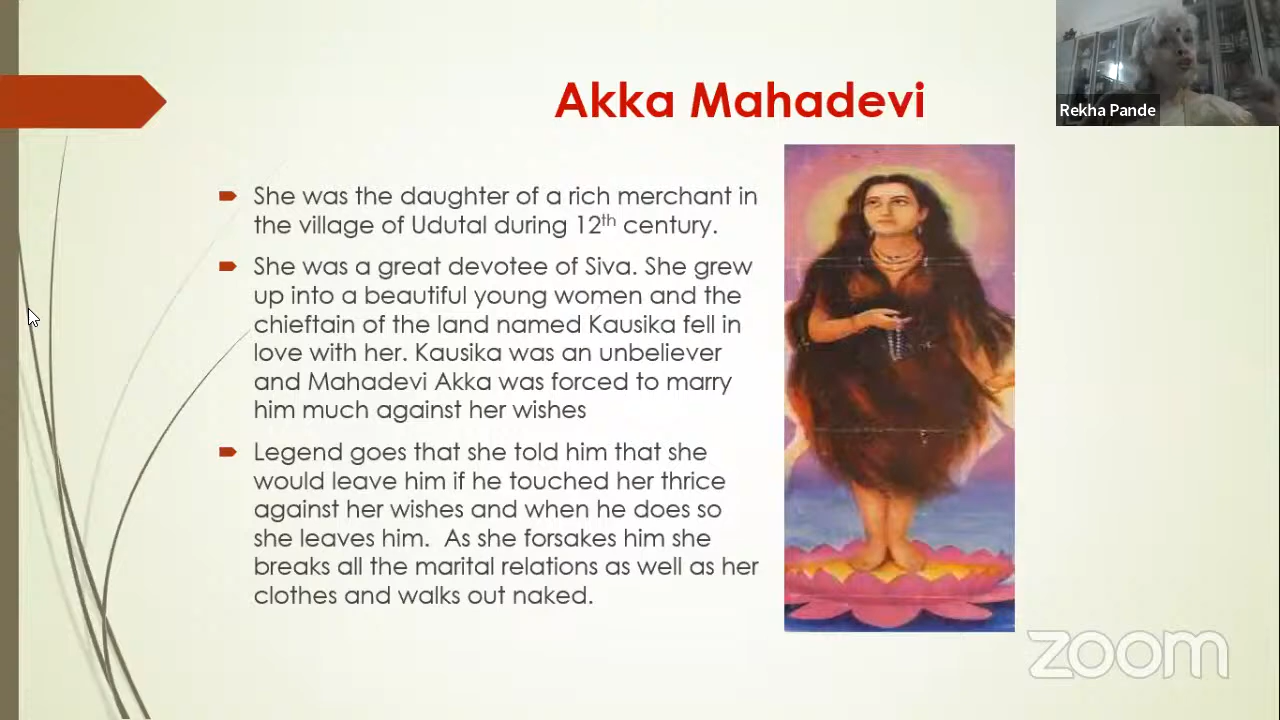 Akka Mahadevi
Rekha Pande
She was the daughter of a rich merchant in
the village of Udutal during 12th century.
She was a great devotee of Siva. She grew
up into a beautiful young women and the
chieftain of the land named Kausika fell in
love with her. Kausika was an unbeliever
and Mahadevi Akka was forced to marry
him much against her wishes
Legend goes that she told him that she
would leave him if he touched her thrice
against her wishes and when he does so
she leaves him.  As she forsakes him she
breaks all the marital relations as well as her
clothes and walks out naked.
zoom